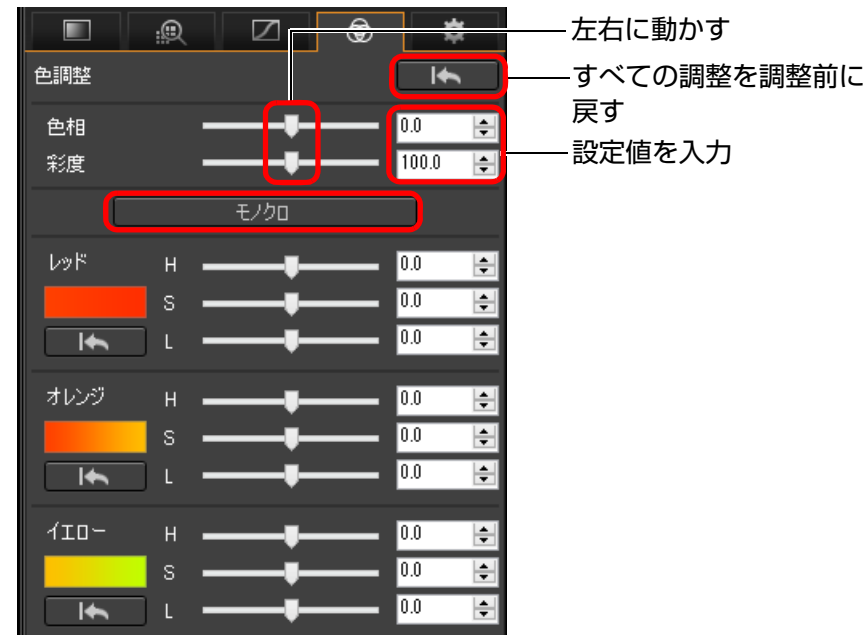 左右に動かす
色調整
すべての調整を調整前に
戻す
色相 0.0
彩度 100.0
設定値を入力
モノクロ
レッド H 0.0
S 0.0
L 0.0
オレンジ H 0.0
S 0.0
L 0.0
イエロー H 0.0
S 0.0
L 0.0